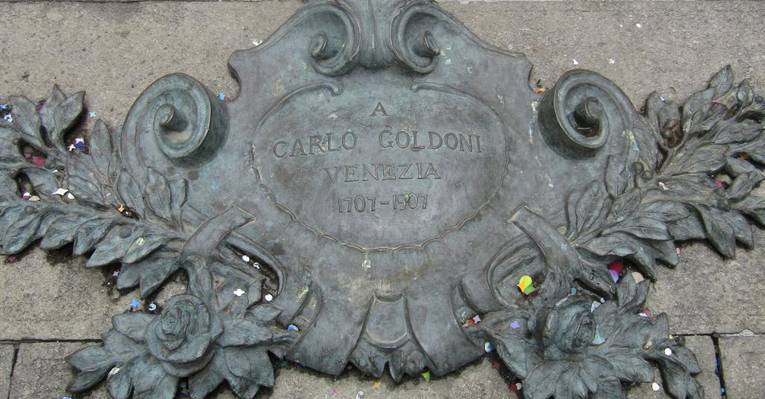 A
CARLO GOLDONI
VENEZIA
1707-1907